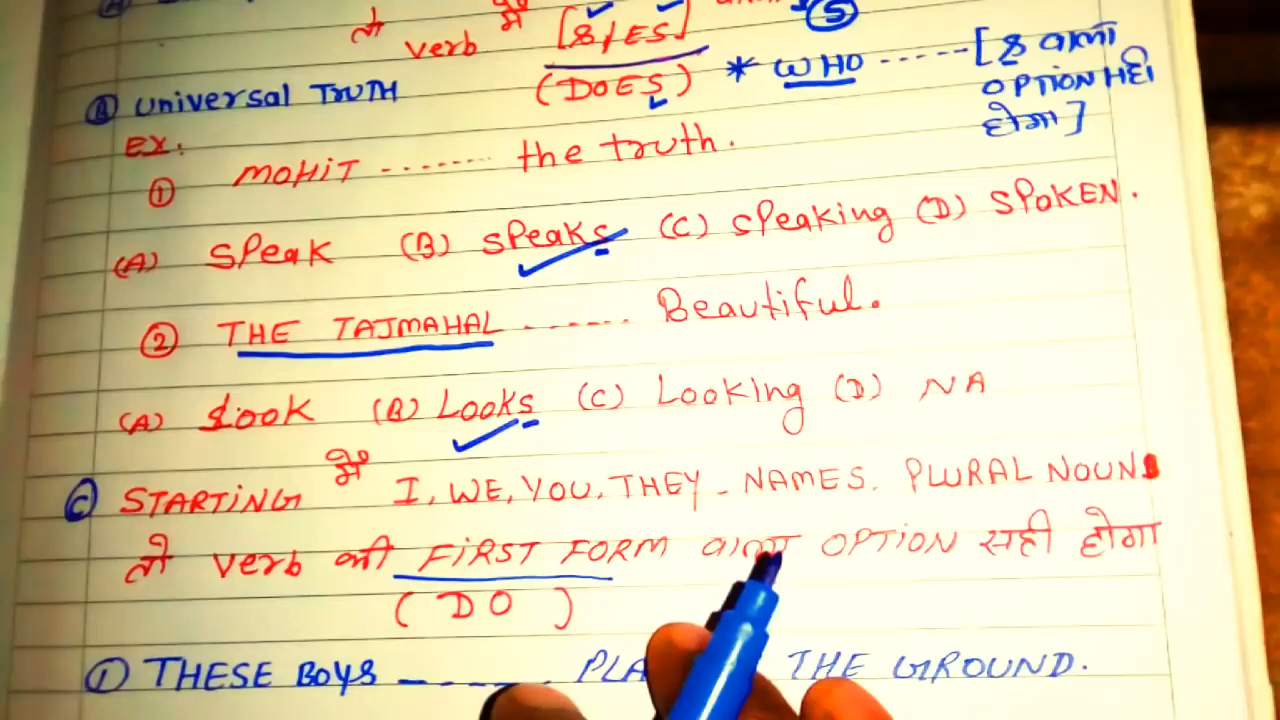 तो verb में [S/ES] S
(B) UNIVERSAL TRUTH (DOES) * WHO ------[S वाला
OPTION सही
होगा]
EX.
① MOHIT ------- the truth.
(A) Speak (B) Speaks (C) Speaking (D) SPOKEN.
② THE TAJMAHAL ------ Beautiful.
(A) Look (B) Looks (C) Looking (D) NA
(C) STARTING में I, WE, YOU, THEY - NAMES, PLURAL NOUNS
तो verb की FIRST FORM वाला OPTION सही होगा
(DO)
① THESE BOYS ------ THE GROUND.